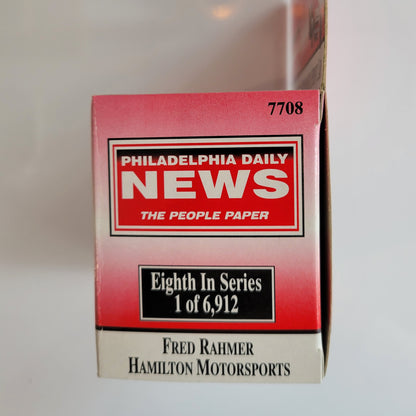 7708
PHILADELPHIA DAILY
NEWS
THE PEOPLE PAPER
Eighth In Series
1 of 6,912
FRED RAHMER
HAMILTON MOTORSPORTS